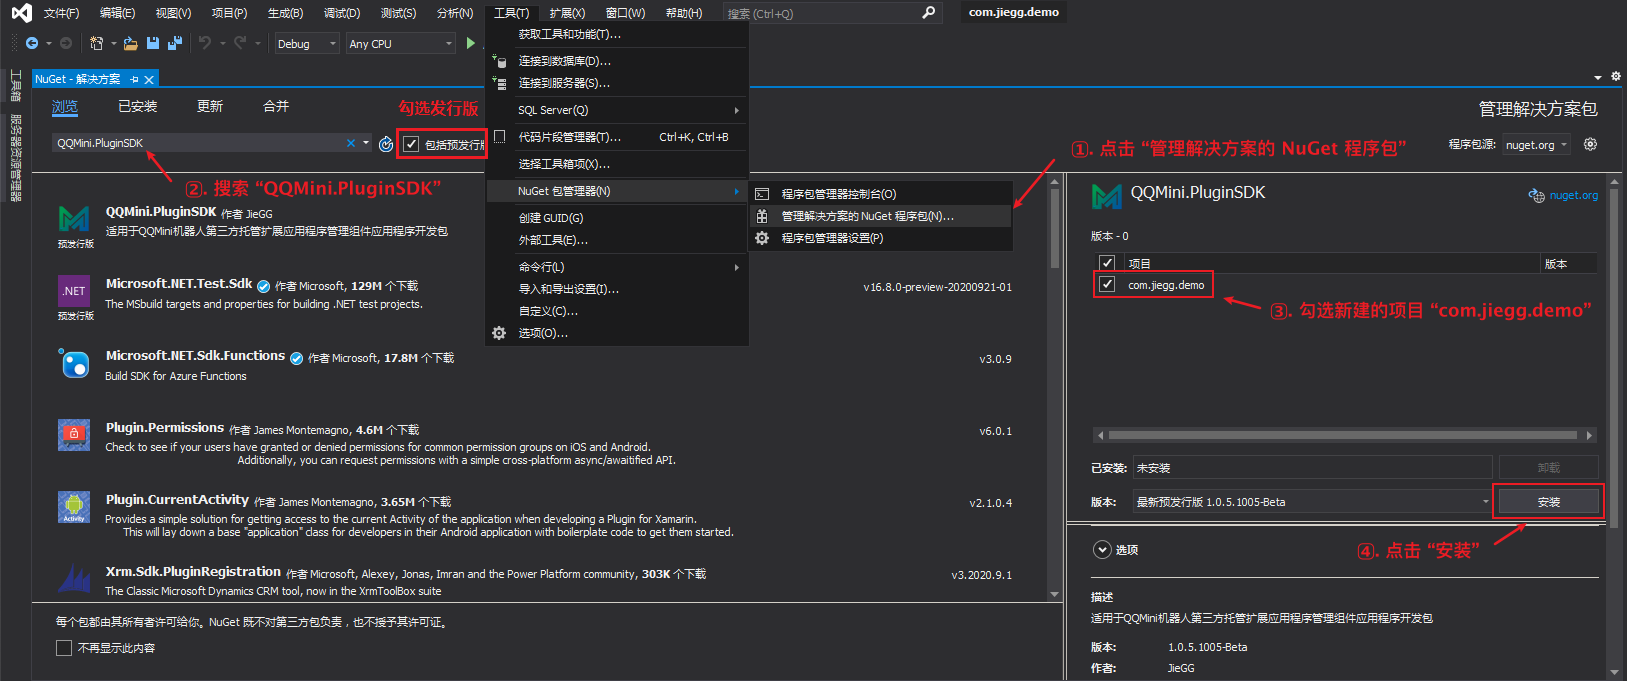 文件(F) 编辑(E) 视图(V) 项目(P) 生成(B) 调试(D) 测试(S) 分析(N) 工具(T) 扩展(X) 窗口(W) 帮助(H) 搜索 (Ctrl+Q) com.jiegg.demo
Debug Any CPU
工具箱
服务器资源管理器
NuGet - 解决方案
浏览 已安装 更新 合并
勾选发行版
QQMini.PluginSDK
包括预发行版
②. 搜索 “QQMini.PluginSDK”
QQMini.PluginSDK 作者 JieGG
适用于QQMini机器人第三方托管扩展应用程序管理组件应用程序开发包
预发行版
.NET
Microsoft.NET.Test.Sdk 作者 Microsoft, 129M 个下载
v16.8.0-preview-20200921-01
The MSbuild targets and properties for building .NET test projects.
预发行版
Microsoft.NET.Sdk.Functions 作者 Microsoft, 17.8M 个下载
v3.0.9
Build SDK for Azure Functions
Plugin.Permissions 作者 James Montemagno, 4.6M 个下载
v6.0.1
Check to see if your users have granted or denied permissions for common permission groups on iOS and Android.
Additionally, you can request permissions with a simple cross-platform async/awaitified API.
Plugin.CurrentActivity 作者 James Montemagno, 3.65M 个下载
v2.1.0.4
Activity
Provides a simple solution for getting access to the current Activity of the application when developing a Plugin for Xamarin.
This will lay down a base "application" class for developers in their Android application with boilerplate code to get them started.
Xrm.Sdk.PluginRegistration 作者 Microsoft, Alexey, Jonas, Imran and the Power Platform community, 303K 个下载
v3.2020.9.1
The Classic Microsoft Dynamics CRM tool, now in the XrmToolBox suite
每个包都由其所有者许可给你。NuGet 既不对第三方包负责，也不授予其许可证。
不再显示此内容
获取工具和功能(T)...
连接到数据库(D)...
连接到服务器(S)...
SQL Server(Q)
代码片段管理器(T)... Ctrl+K, Ctrl+B
选择工具箱项(X)...
NuGet 包管理器(N)
创建 GUID(G)
外部工具(E)...
命令行(L)
导入和导出设置(I)...
自定义(C)...
选项(O)...
程序包管理器控制台(O)
管理解决方案的 NuGet 程序包(N)...
程序包管理器设置(P)
①. 点击 “管理解决方案的 NuGet 程序包”
管理解决方案包
程序包源: nuget.org
QQMini.PluginSDK
nuget.org
版本 - 0
项目 版本
com.jiegg.demo
③. 勾选新建的项目 “com.jiegg.demo”
已安装: 未安装 卸载
版本: 最新预发行版 1.0.5.1005-Beta 安装
④. 点击 “安装”
选项
描述
适用于QQMini机器人第三方托管扩展应用程序管理组件应用程序开发包
版本: 1.0.5.1005-Beta
作者: JieGG